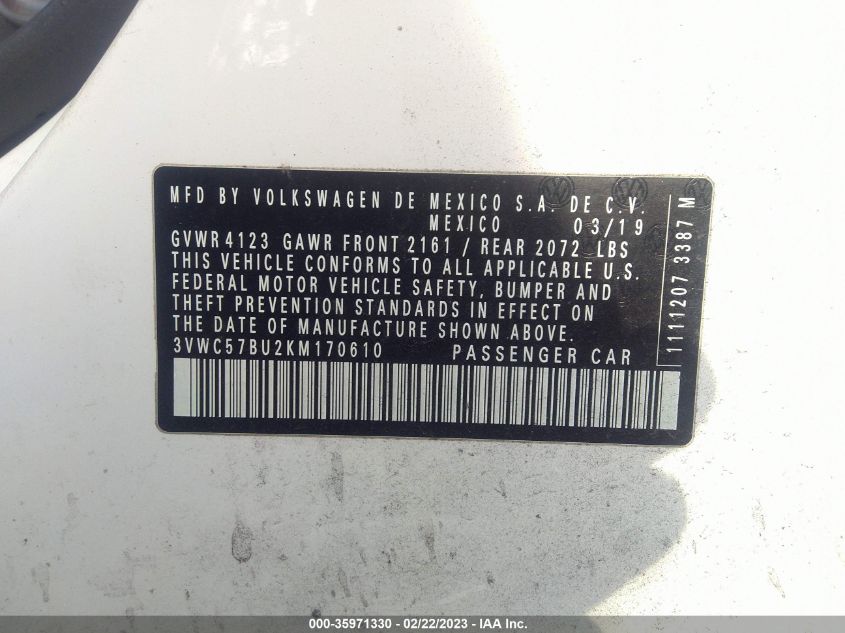 MFD BY VOLKSWAGEN DE MEXICO S.A. DE C.V.
MEXICO 03/19
GVWR 4123 GAWR FRONT 2161 / REAR 2072 LBS
THIS VEHICLE CONFORMS TO ALL APPLICABLE U.S.
FEDERAL MOTOR VEHICLE SAFETY, BUMPER AND
THEFT PREVENTION STANDARDS IN EFFECT ON
THE DATE OF MANUFACTURE SHOWN ABOVE.
3VWC57BU2KM170610 PASSENGER CAR
1111207 3387 M
000-35971330 - 02/22/2023 - IAA Inc.